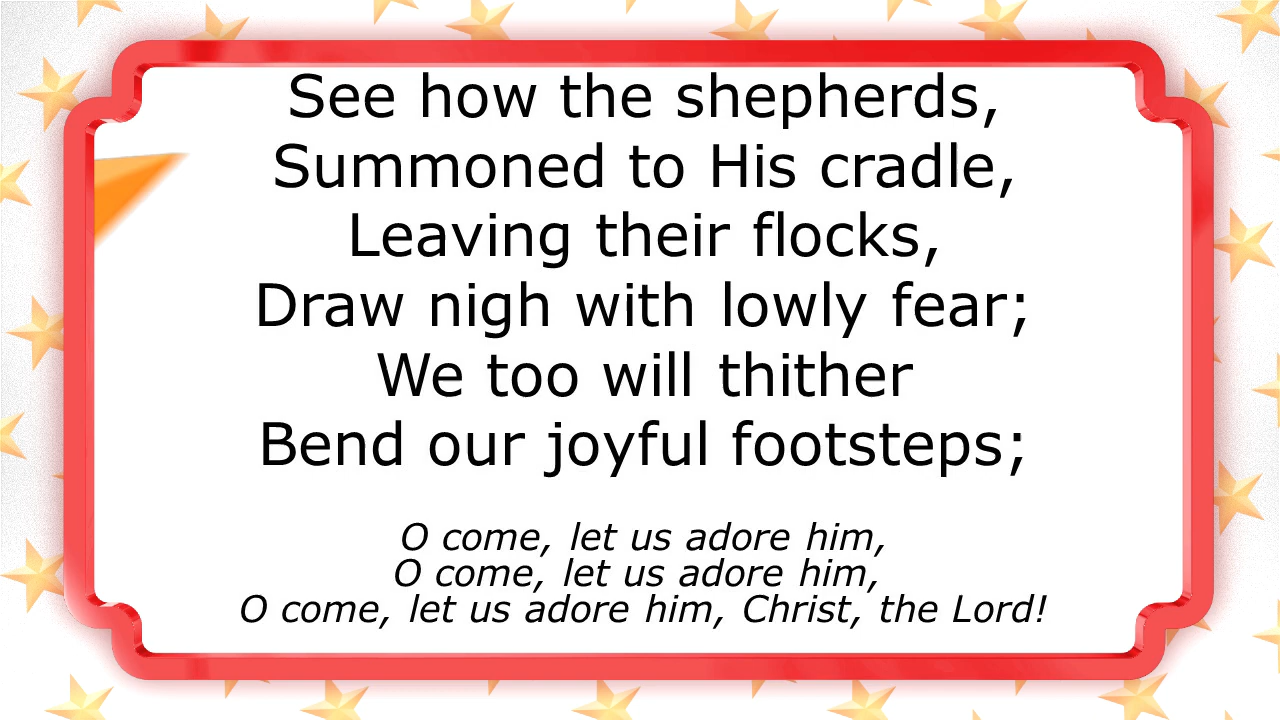 See how the shepherds,
Summoned to His cradle,
Leaving their flocks,
Draw nigh with lowly fear;
We too will thither
Bend our joyful footsteps;
O come, let us adore him,
O come, let us adore him,
O come, let us adore him, Christ, the Lord!